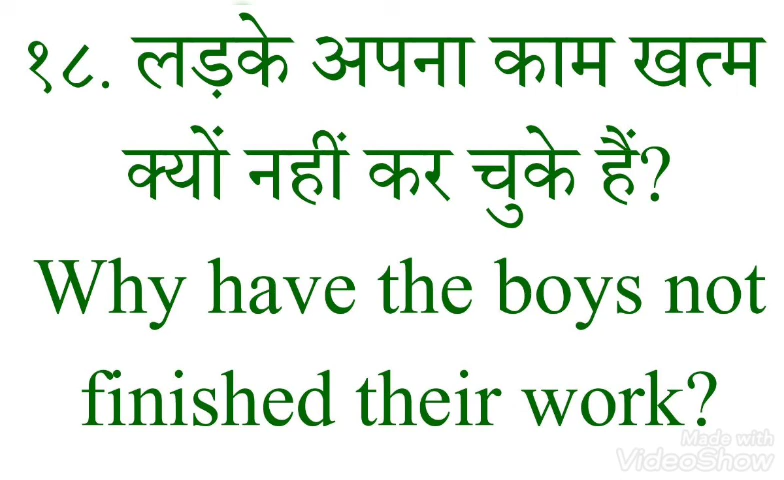 १८. लड़के अपना काम खत्म
क्यों नहीं कर चुके हैं?
Why have the boys not
finished their work?
Made with
VideoShow